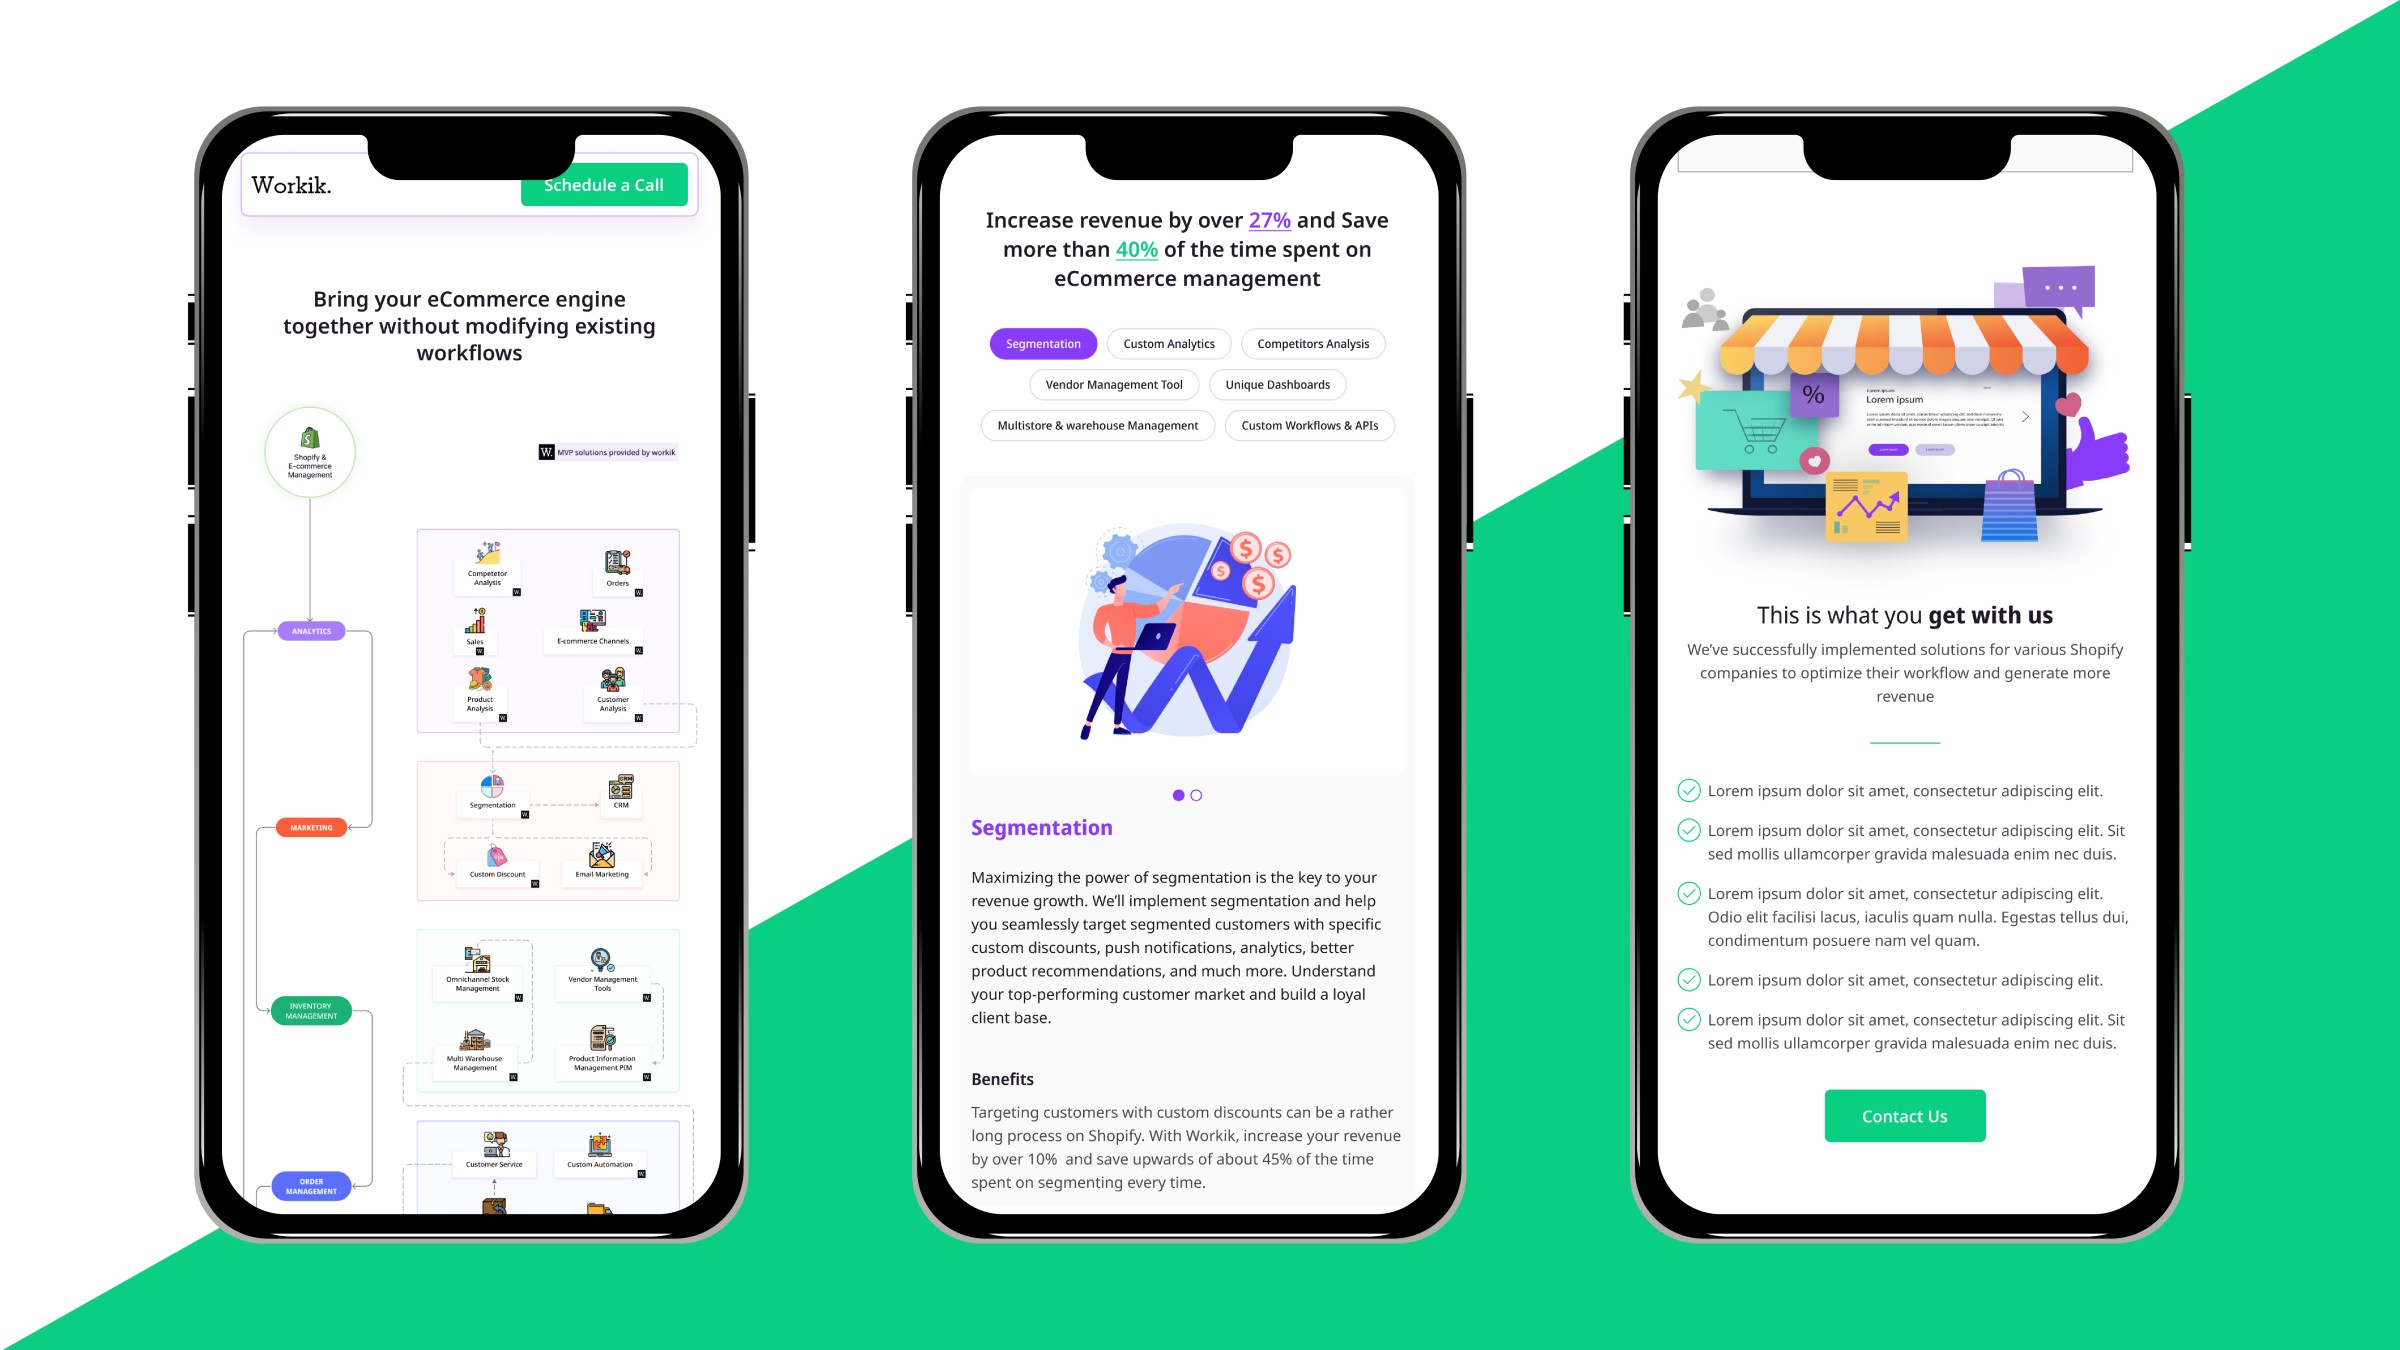 Workik.
Schedule a Call
Bring your eCommerce engine
together without modifying existing
workflows
Shopify &
E-commerce
Management
W. MVP solutions provided by workik
ANALYTICS
Competetor
Analysis
W.
Orders
W.
Sales
W.
E-commerce Channels
W.
Product
Analysis
W.
Customer
Analysis
W.
MARKETING
Segmentation
W.
CRM
CRM
Custom Discount
W.
Email Marketing
INVENTORY
MANAGEMENT
Omnichannel Stock
Management
W.
Vendor Management
Tools
W.
Multi Warehouse
Management
W.
Product Information
Management PIM
W.
ORDER
MANAGEMENT
Customer Service
Custom Automation
W.
Increase revenue by over 27% and Save
more than 40% of the time spent on
eCommerce management
Segmentation
Custom Analytics
Competitors Analysis
Vendor Management Tool
Unique Dashboards
Multistore & warehouse Management
Custom Workflows & APIs
$
$
$
$
Segmentation
Maximizing the power of segmentation is the key to your
revenue growth. We'll implement segmentation and help
you seamlessly target segmented customers with specific
custom discounts, push notifications, analytics, better
product recommendations, and much more. Understand
your top-performing customer market and build a loyal
client base.
Benefits
Targeting customers with custom discounts can be a rather
long process on Shopify. With Workik, increase your revenue
by over 10%  and save upwards of about 45% of the time
spent on segmenting every time.
%
Lorem ipsum
Lorem ipsum
This is what you get with us
We've successfully implemented solutions for various Shopify
companies to optimize their workflow and generate more
revenue
Lorem ipsum dolor sit amet, consectetur adipiscing elit.
Lorem ipsum dolor sit amet, consectetur adipiscing elit. Sit
sed mollis ullamcorper gravida malesuada enim nec duis.
Lorem ipsum dolor sit amet, consectetur adipiscing elit.
Odio elit facilisi lacus, iaculis quam nulla. Egestas tellus dui,
condimentum posuere nam vel quam.
Lorem ipsum dolor sit amet, consectetur adipiscing elit.
Lorem ipsum dolor sit amet, consectetur adipiscing elit. Sit
sed mollis ullamcorper gravida malesuada enim nec duis.
Contact Us